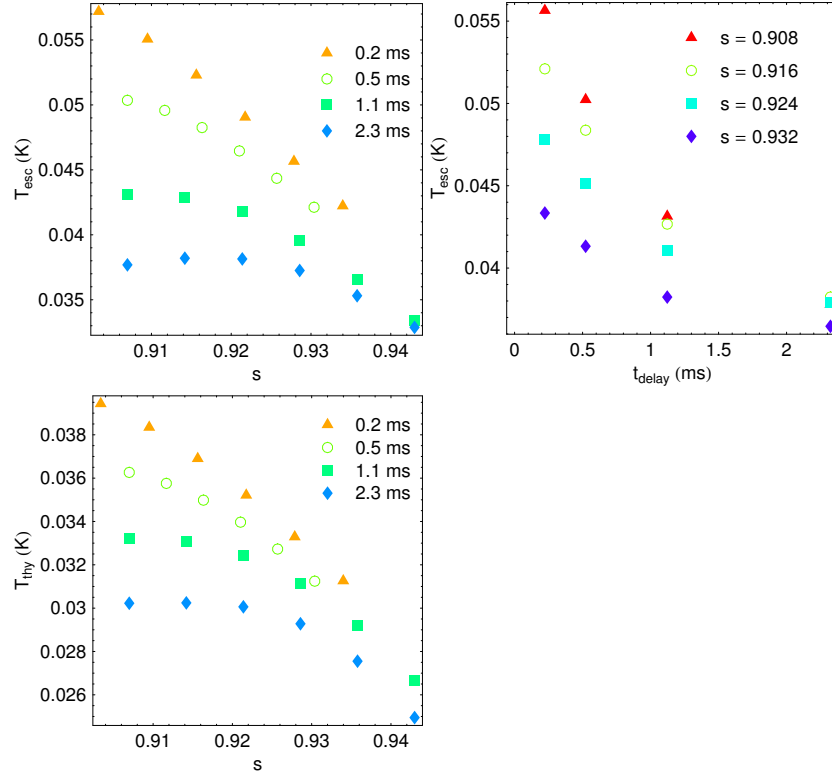 0.055
0.05
0.045
0.04
0.035
T_esc (K)
0.2 ms
0.5 ms
1.1 ms
2.3 ms
0.91 0.92 0.93 0.94
s
0.055
0.05
0.045
0.04
T_esc (K)
s = 0.908
s = 0.916
s = 0.924
s = 0.932
0 0.5 1 1.5 2
t_delay (ms)
0.038
0.036
0.034
0.032
0.03
0.028
0.026
T_thy (K)
0.2 ms
0.5 ms
1.1 ms
2.3 ms
0.91 0.92 0.93 0.94
s